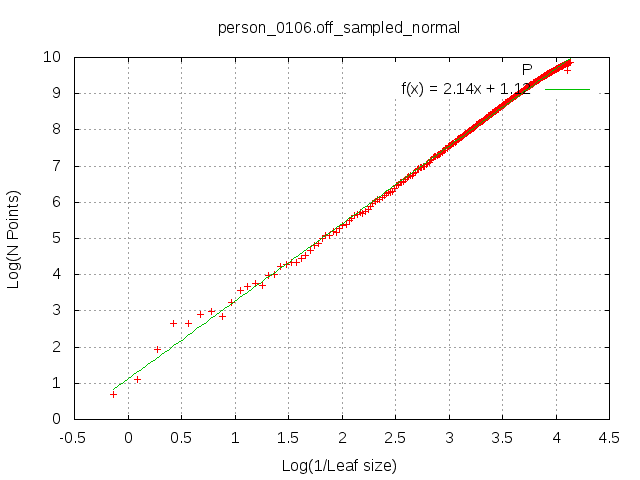 person_0106.off_sampled_normal
10
P
f(x) = 2.14x + 1.12
9
8
7
6
5
4
3
2
1
0
Log(N Points)
-0.5 0 0.5 1 1.5 2 2.5 3 3.5 4 4.5
Log(1/Leaf size)